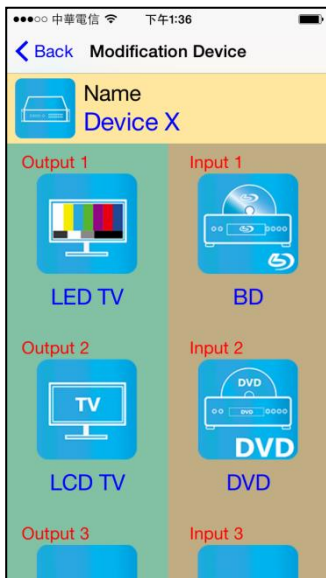 中華電信 下午1:36
Back Modification Device
Name
Device X
Output 1 Input 1
LED TV BD
Output 2 Input 2
TV DVD
DVD
LCD TV DVD
Output 3 Input 3